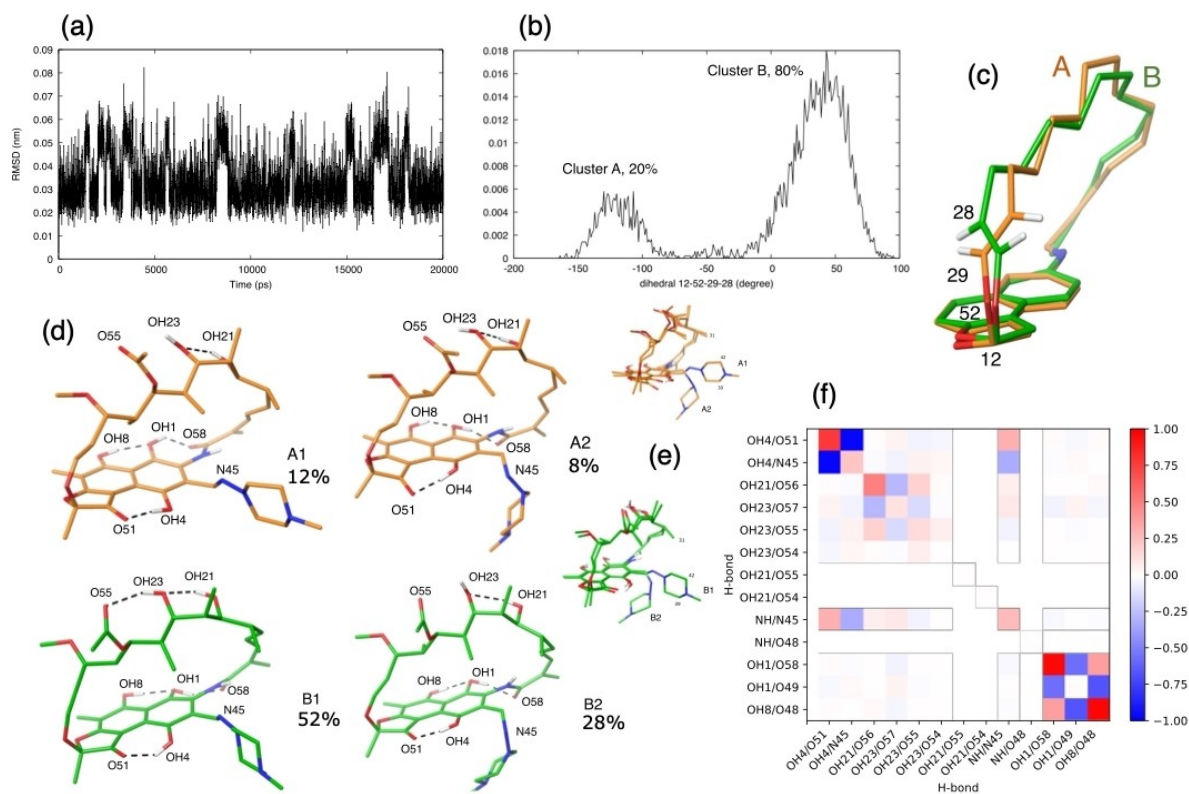 (a)
0.09
0.08
0.07
0.06
0.05
0.04
0.03
0.02
0.01
0
RMSD (nm)
0 5000 10000 15000 20000
Time (ps)
(b)
0.018
0.015
0.012
0.009
0.006
0.003
0
Cluster B, 80%
Cluster A, 20%
-200 -150 -100 -50 0 50 100
dihedral 12-52-29-28 (degree)
(c)
A
B
28
29
52
12
(d)
O55
OH23
OH21
OH8
OH1
O58
N45
O51
OH4
A1
12%
O55
OH23
OH21
OH8
OH1
O58
N45
O51
OH4
A2
8%
O55
OH23
OH21
OH8
OH1
O58
N45
O51
OH4
B1
52%
O55
OH23
OH21
OH8
OH1
O58
N45
O51
OH4
B2
28%
(e)
31
42
A1
39
A2
31
42
B1
39
B2
(f)
H-bond
OH4/O51
OH4/N45
OH21/O56
OH23/O57
OH23/O55
OH23/O54
OH21/O55
OH21/O54
NH/N45
NH/O48
OH1/O58
OH1/O49
OH8/O48
OH4/O51
OH4/N45
OH21/O56
OH23/O57
OH23/O55
OH23/O54
OH21/O55
OH21/O54
NH/N45
NH/O48
OH1/O58
OH1/O49
OH8/O48
H-bond
1.00
0.75
0.50
0.25
0.00
−0.25
−0.50
−0.75
−1.00